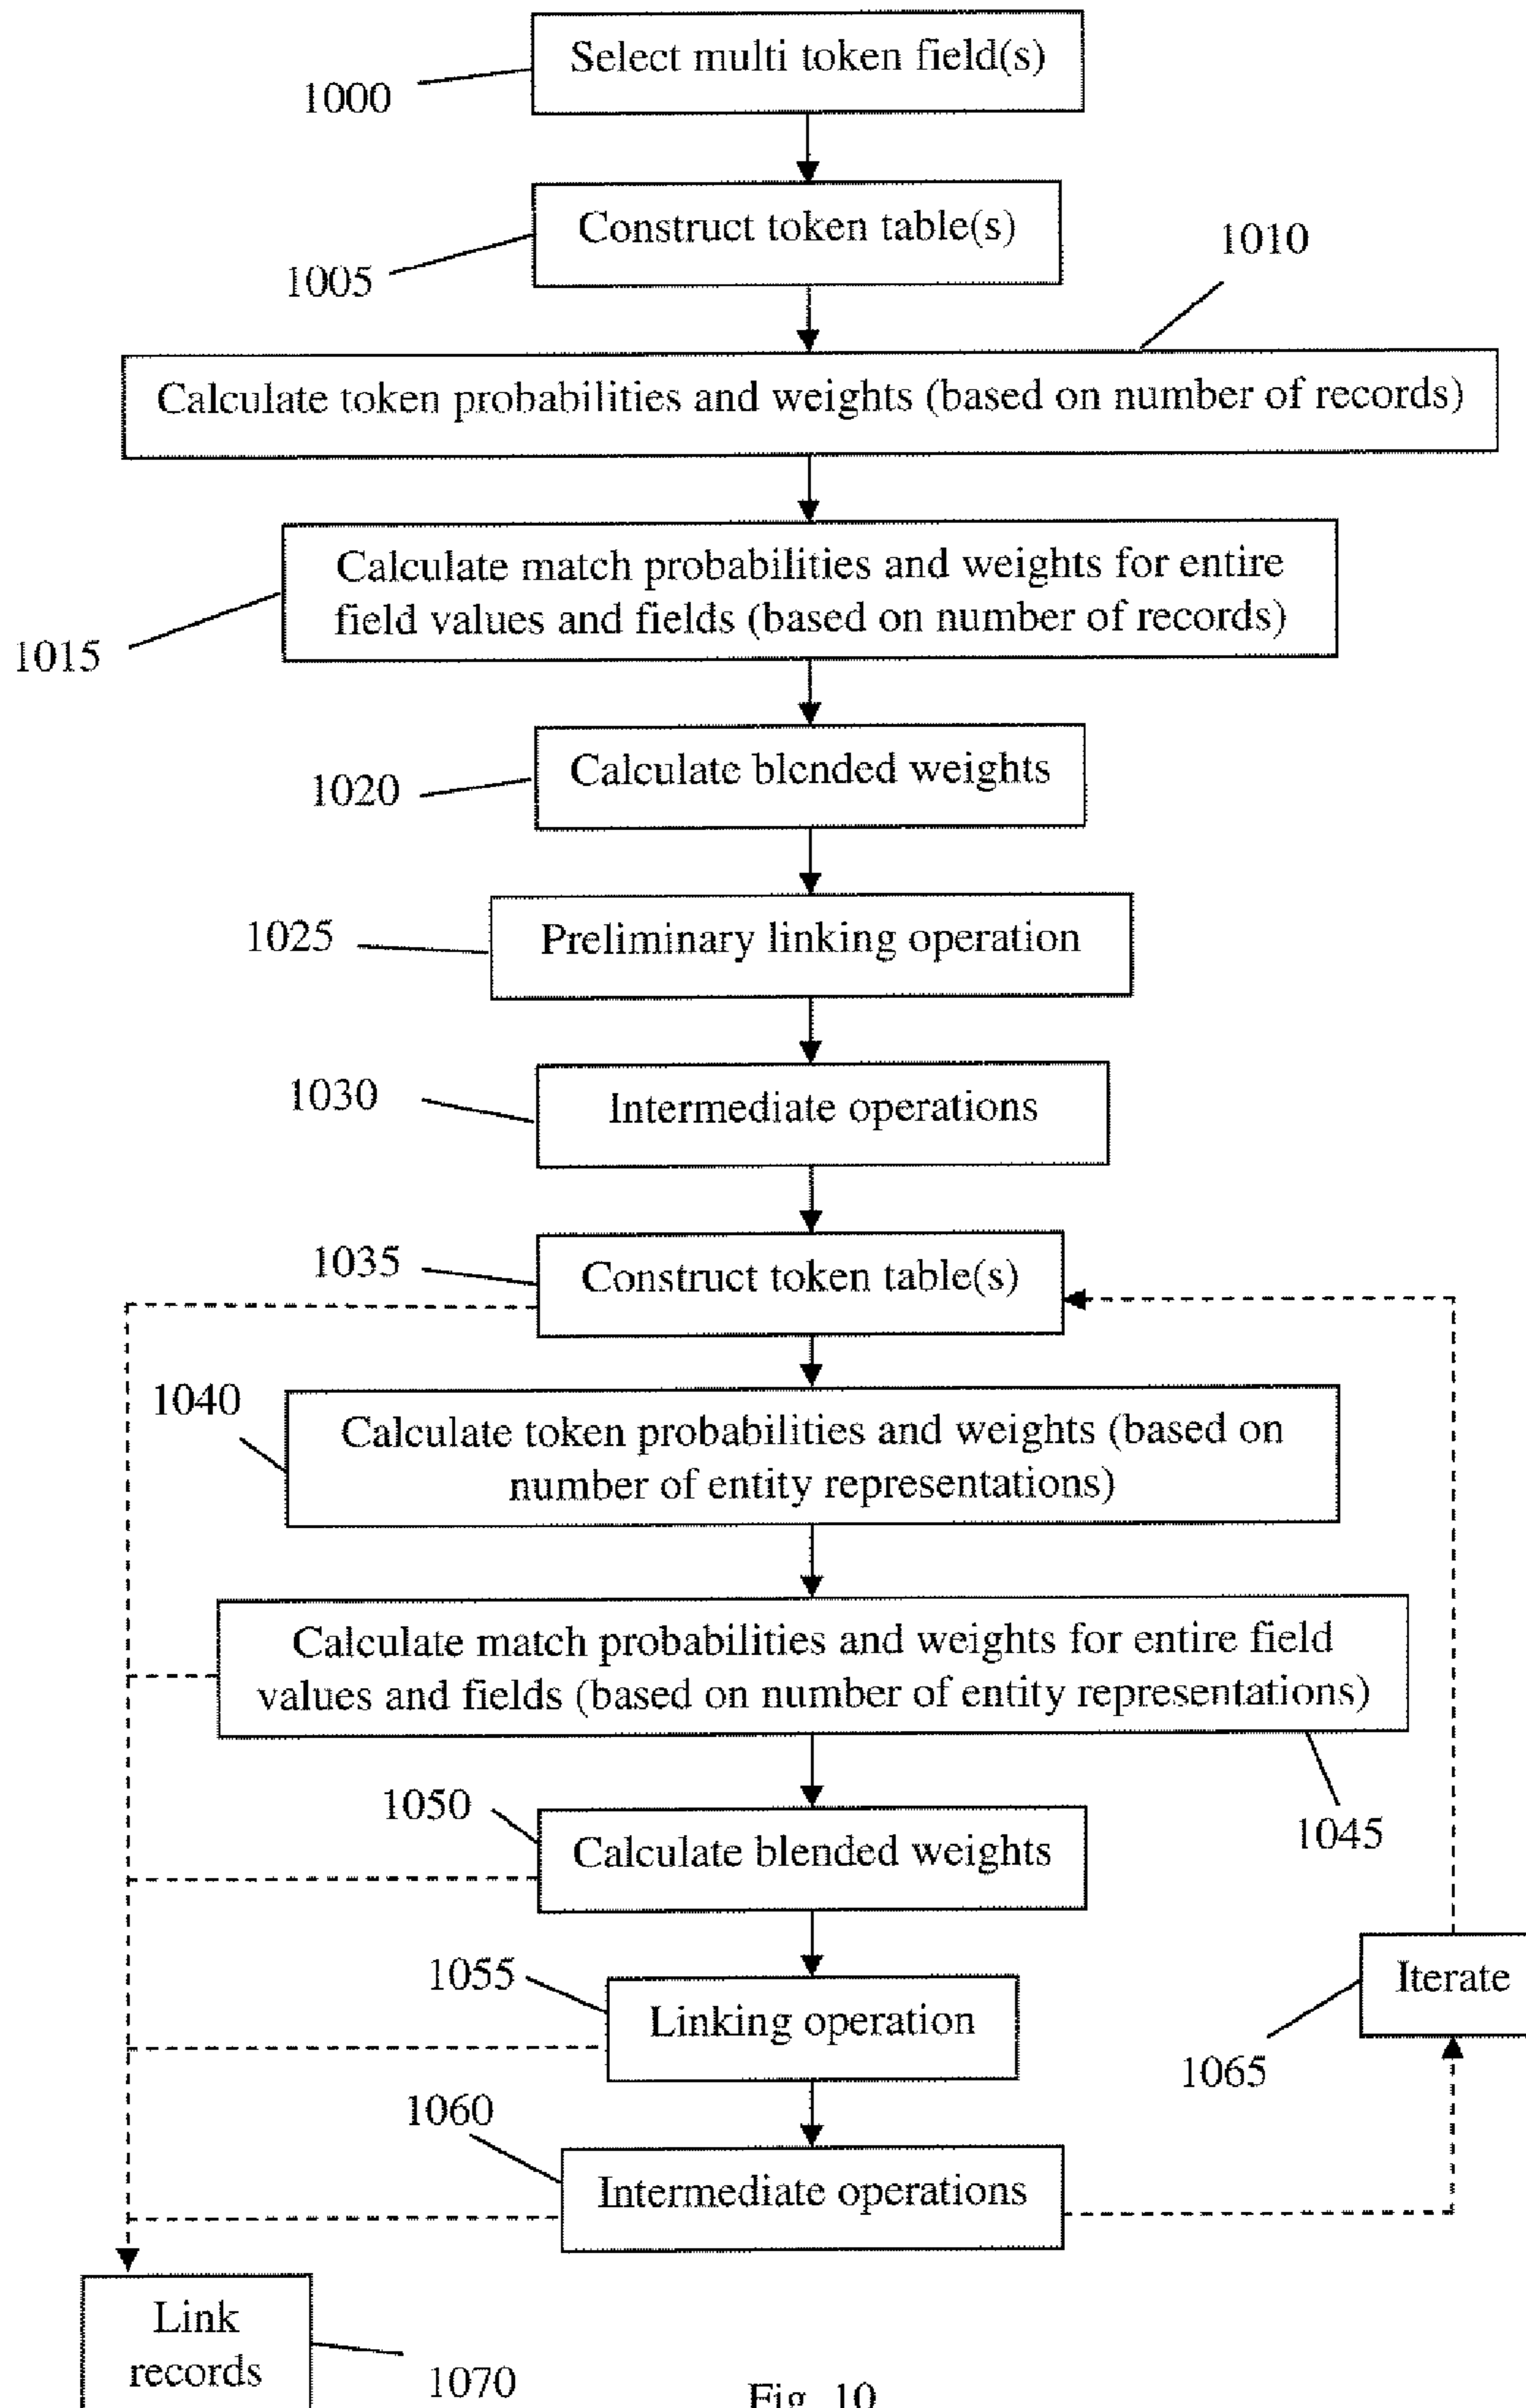 Select multi token field(s)
1000
Construct token table(s)
1005
1010
Calculate token probabilities and weights (based on number of records)
Calculate match probabilities and weights for entire
field values and fields (based on number of records)
1015
Calculate blended weights
1020
Preliminary linking operation
1025
Intermediate operations
1030
Construct token table(s)
1035
1040
Calculate token probabilities and weights (based on
number of entity representations)
Calculate match probabilities and weights for entire field
values and fields (based on number of entity representations)
1045
1050
Calculate blended weights
1055
Linking operation
Iterate
1065
1060
Intermediate operations
Link
records
1070
Fig. 10